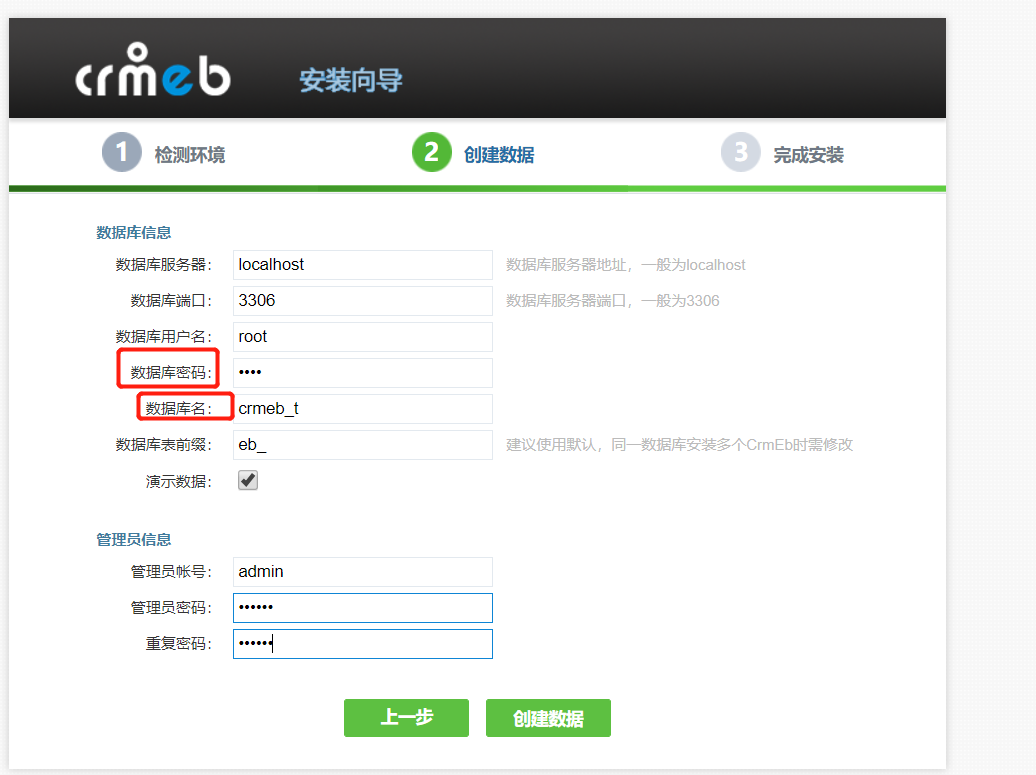 crmeb 安装向导
1 检测环境 2 创建数据 3 完成安装
数据库信息
数据库服务器： localhost 数据库服务器地址，一般为localhost
数据库端口： 3306 数据库服务器端口，一般为3306
数据库用户名： root
数据库密码： ••••
数据库名： crmeb_t
数据库表前缀： eb_ 建议使用默认，同一数据库安装多个CrmEb时需修改
演示数据：
管理员信息
管理员帐号： admin
管理员密码： ••••••
重复密码： ••••••
上一步 创建数据